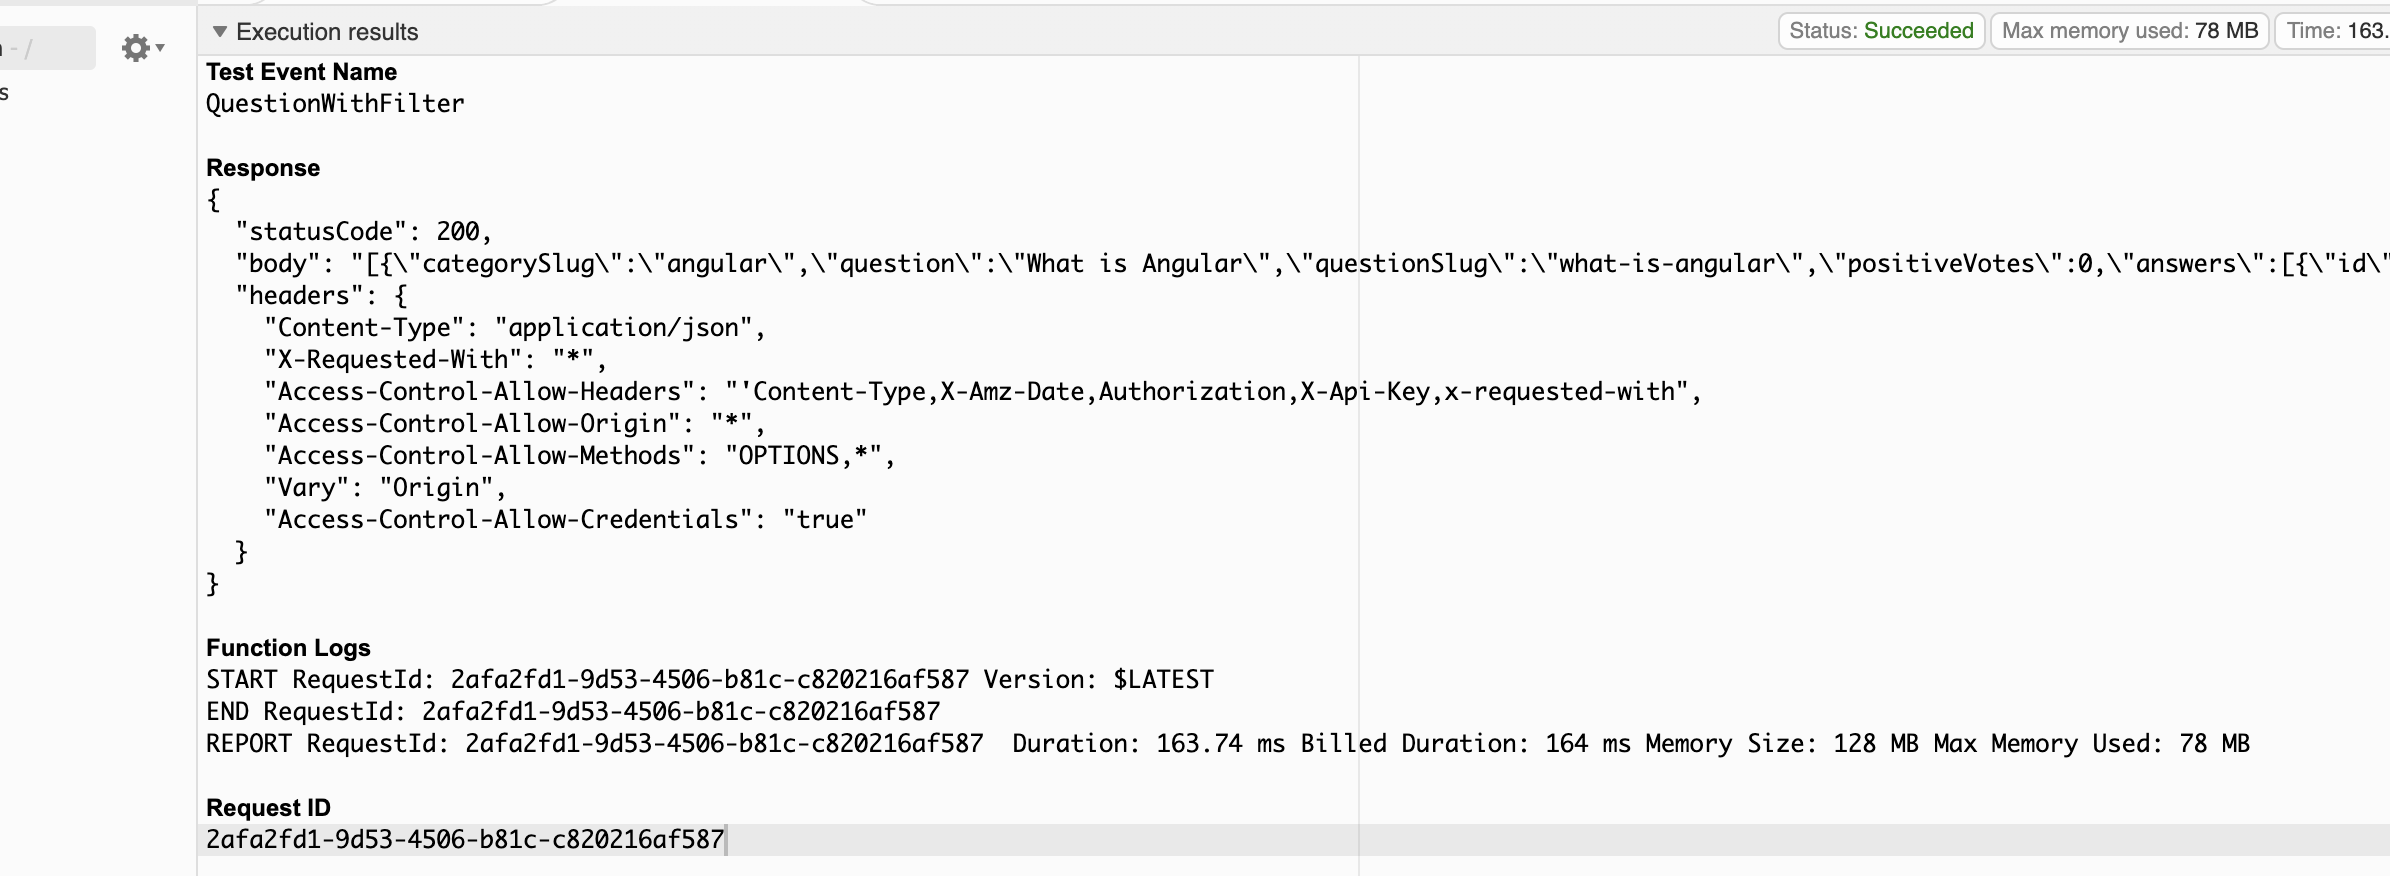 Execution results
Status: Succeeded
Max memory used: 78 MB
Time: 163.
- /
s
Test Event Name
QuestionWithFilter
Response
{
"statusCode": 200,
"body": "[{\"categorySlug\":\"angular\",\"question\":\"What is Angular\",\"questionSlug\":\"what-is-angular\",\"positiveVotes\":0,\"answers\":[{\"id\"
"headers": {
"Content-Type": "application/json",
"X-Requested-With": "*",
"Access-Control-Allow-Headers": "'Content-Type,X-Amz-Date,Authorization,X-Api-Key,x-requested-with",
"Access-Control-Allow-Origin": "*",
"Access-Control-Allow-Methods": "OPTIONS,*",
"Vary": "Origin",
"Access-Control-Allow-Credentials": "true"
}
}
Function Logs
START RequestId: 2afa2fd1-9d53-4506-b81c-c820216af587 Version: $LATEST
END RequestId: 2afa2fd1-9d53-4506-b81c-c820216af587
REPORT RequestId: 2afa2fd1-9d53-4506-b81c-c820216af587  Duration: 163.74 ms Billed Duration: 164 ms Memory Size: 128 MB Max Memory Used: 78 MB
Request ID
2afa2fd1-9d53-4506-b81c-c820216af587